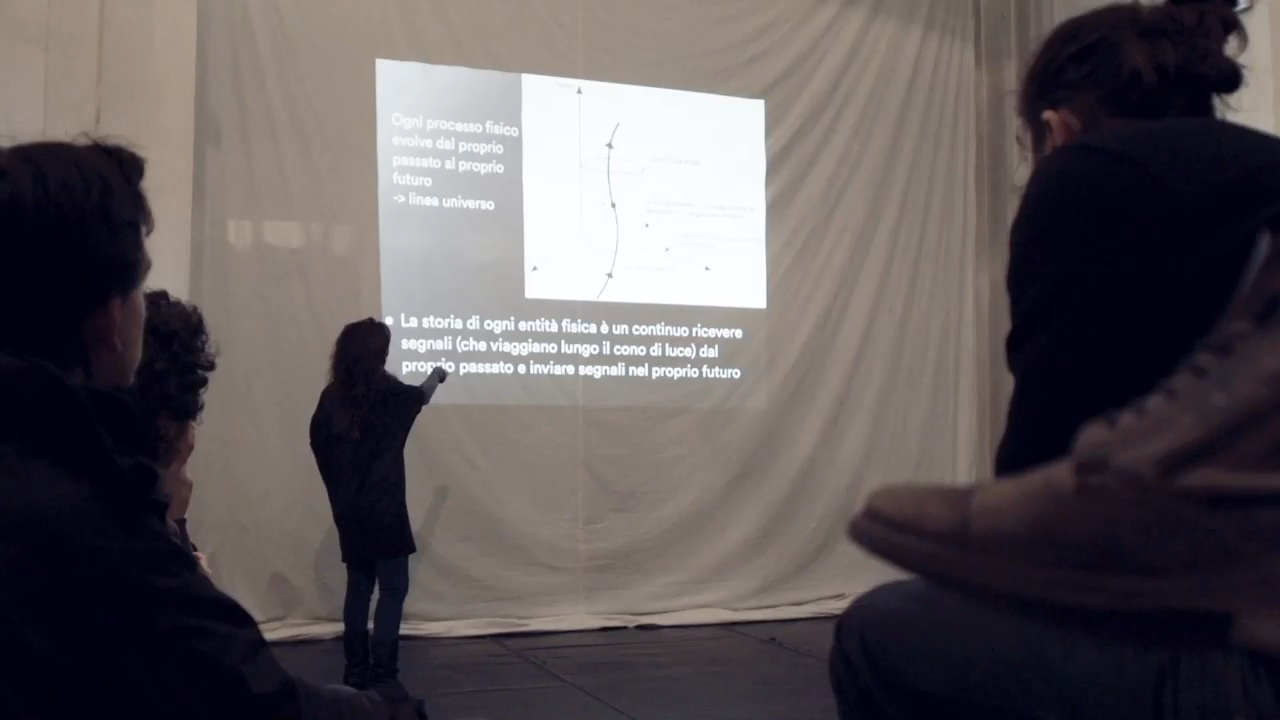 Ogni processo fisico
evolve dal proprio
passato al proprio
futuro
-> linea universo
La storia di ogni entità fisica è un continuo ricevere
segnali (che viaggiano lungo il cono di luce) dal
proprio passato e inviare segnali nel proprio futuro